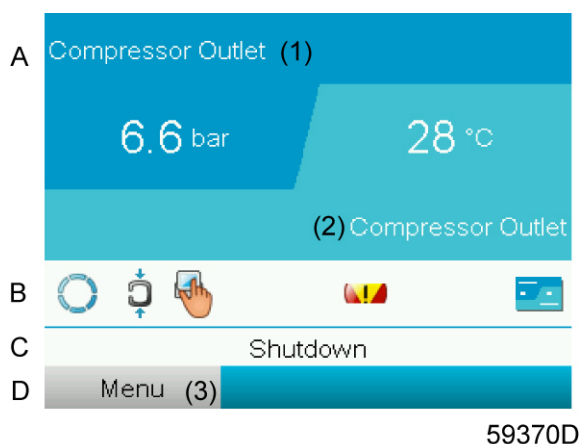 A
Compressor Outlet (1)
6.6 bar
28 °C
(2) Compressor Outlet
B
C
Shutdown
D
Menu (3)
59370D